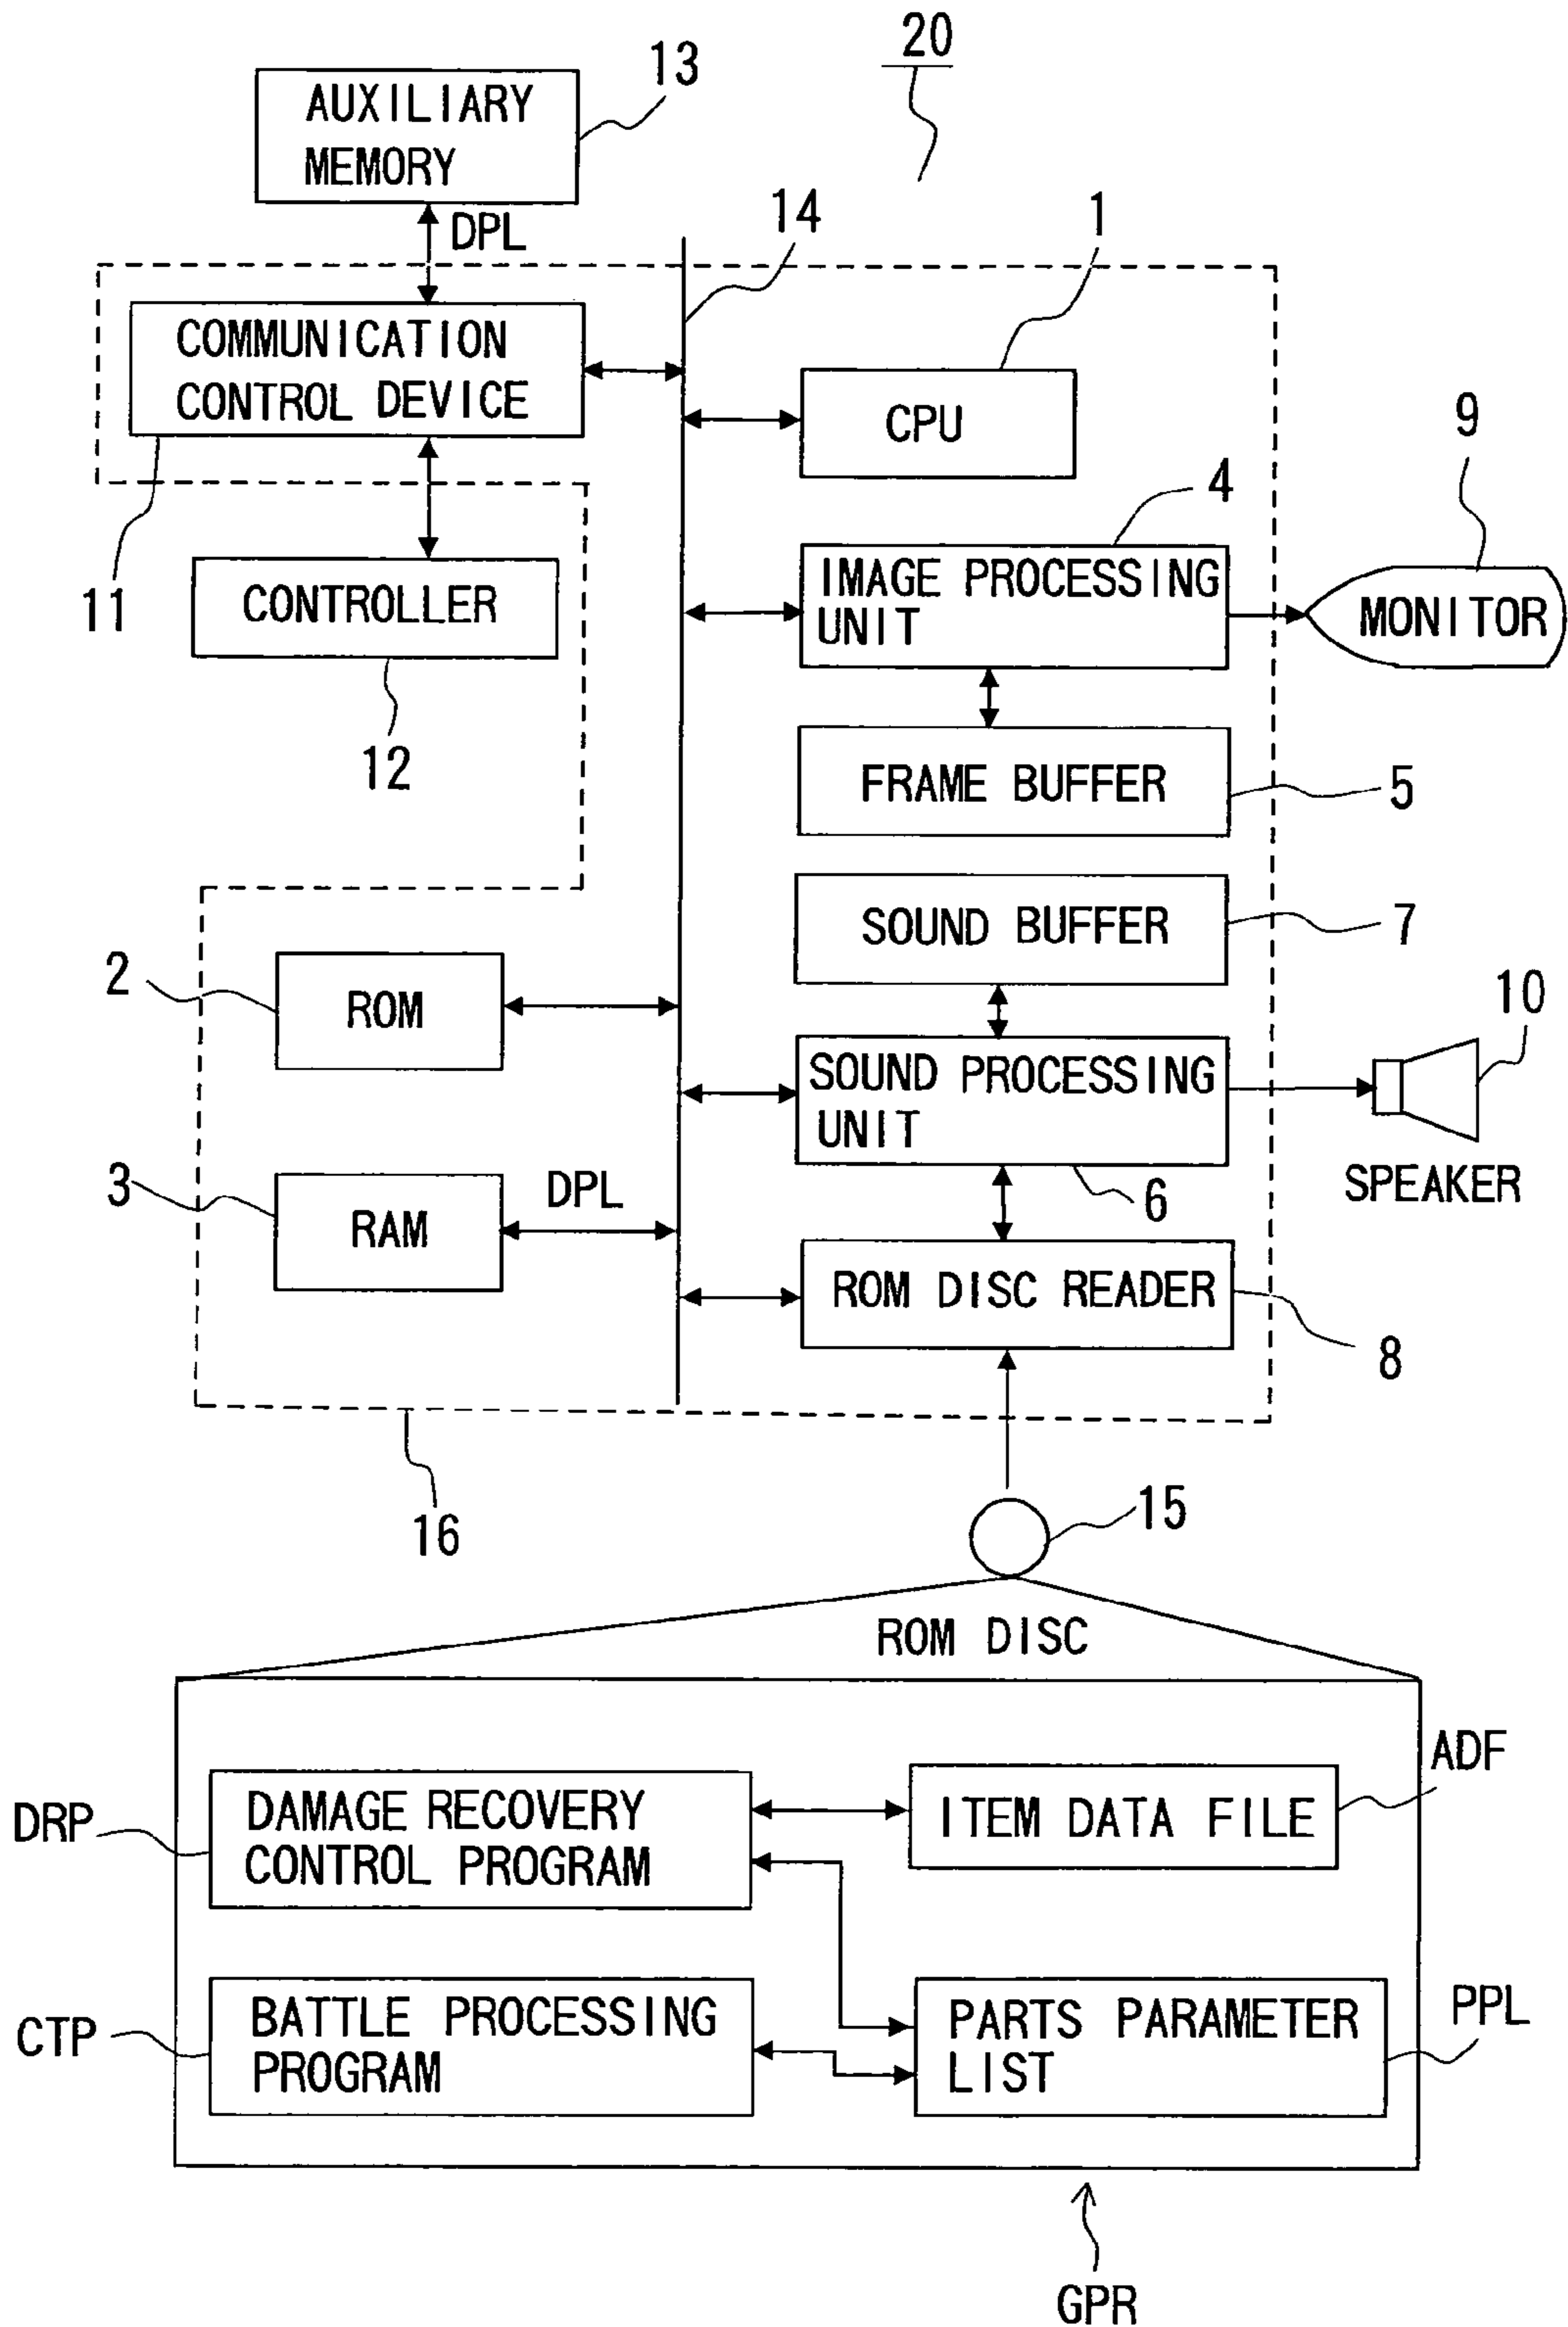 20
13
AUXILIARY
MEMORY
DPL
14
1
COMMUNICATION
CONTROL DEVICE
CPU
9
4
11
IMAGE PROCESSING
UNIT
MONITOR
CONTROLLER
12
FRAME BUFFER
5
SOUND BUFFER
7
2
ROM
10
SOUND PROCESSING
UNIT
SPEAKER
3
RAM
DPL
6
ROM DISC READER
8
16
15
ROM DISC
ADF
DRP
DAMAGE RECOVERY
CONTROL PROGRAM
ITEM DATA FILE
CTP
BATTLE PROCESSING
PROGRAM
PARTS PARAMETER
LIST
PPL
GPR